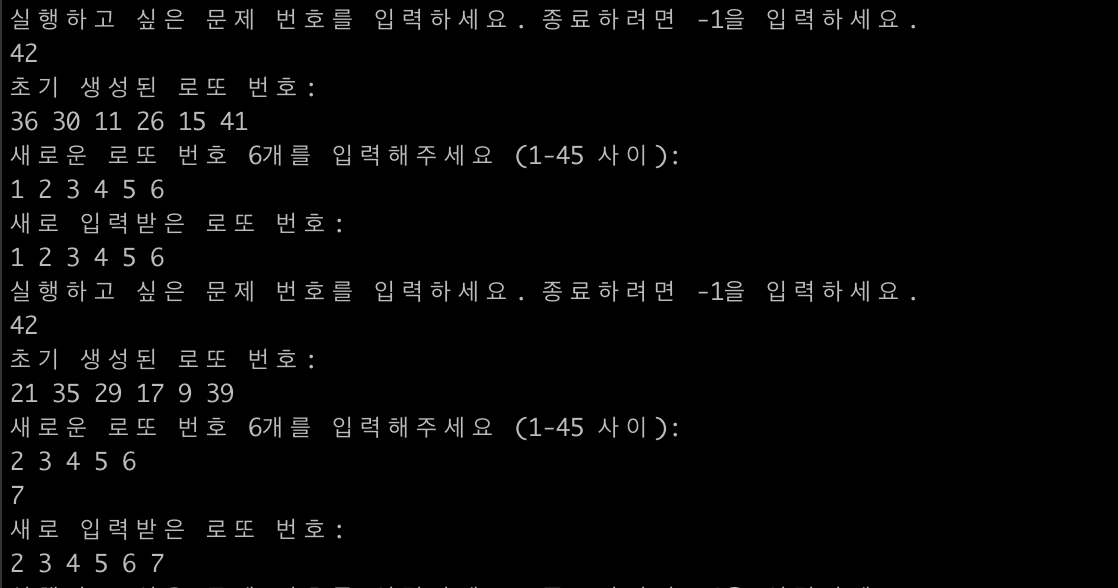 실행하고 싶은 문제 번호를 입력하세요. 종료하려면 -1을 입력하세요.
42
초기 생성된 로또 번호:
36 30 11 26 15 41
새로운 로또 번호 6개를 입력해주세요 (1-45 사이):
1 2 3 4 5 6
새로 입력받은 로또 번호:
1 2 3 4 5 6
실행하고 싶은 문제 번호를 입력하세요. 종료하려면 -1을 입력하세요.
42
초기 생성된 로또 번호:
21 35 29 17 9 39
새로운 로또 번호 6개를 입력해주세요 (1-45 사이):
2 3 4 5 6
7
새로 입력받은 로또 번호:
2 3 4 5 6 7